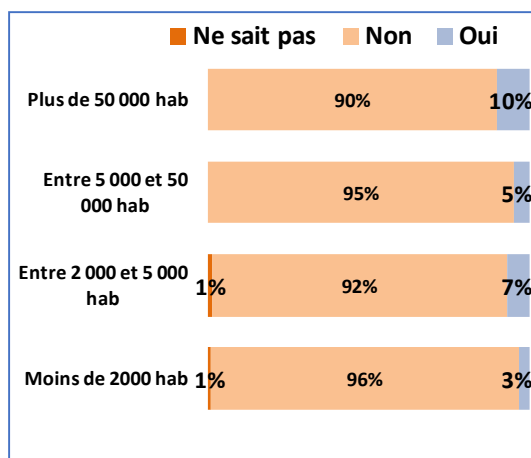 Ne sait pas Non Oui
Plus de 50 000 hab 90% 10%
Entre 5 000 et 50
000 hab 95% 5%
Entre 2 000 et 5 000
hab 1% 92% 7%
Moins de 2000 hab 1% 96% 3%